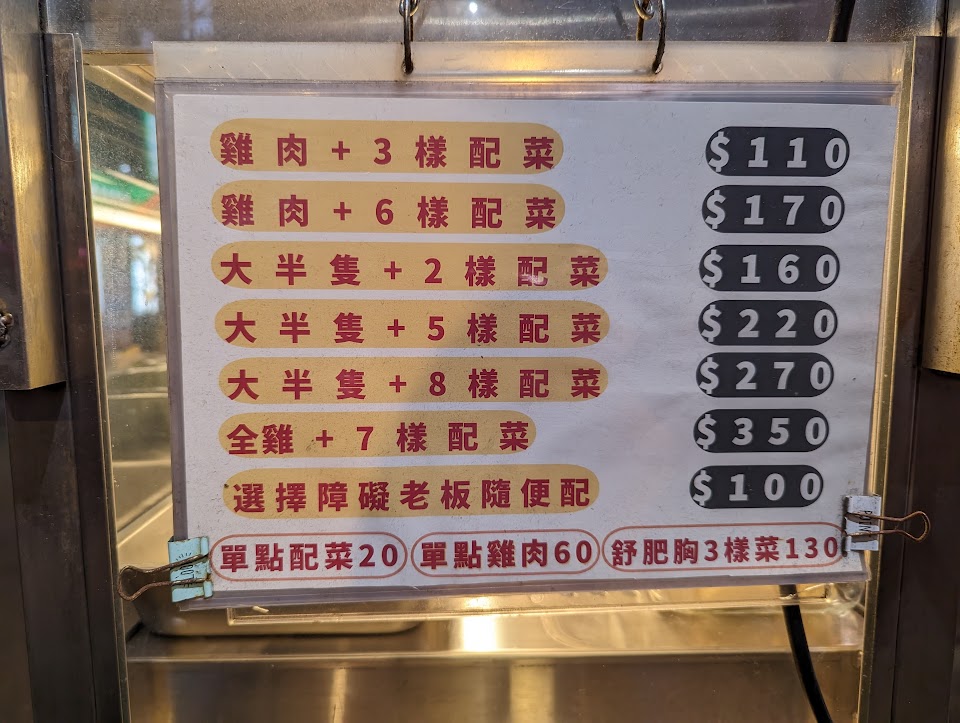 雞肉+3樣配菜 $110
雞肉+6樣配菜 $170
大半隻+2樣配菜 $160
大半隻+5樣配菜 $220
大半隻+8樣配菜 $270
全雞+7樣配菜 $350
選擇障礙老板隨便配 $100
單點配菜20 單點雞肉60 舒肥胸3樣菜130